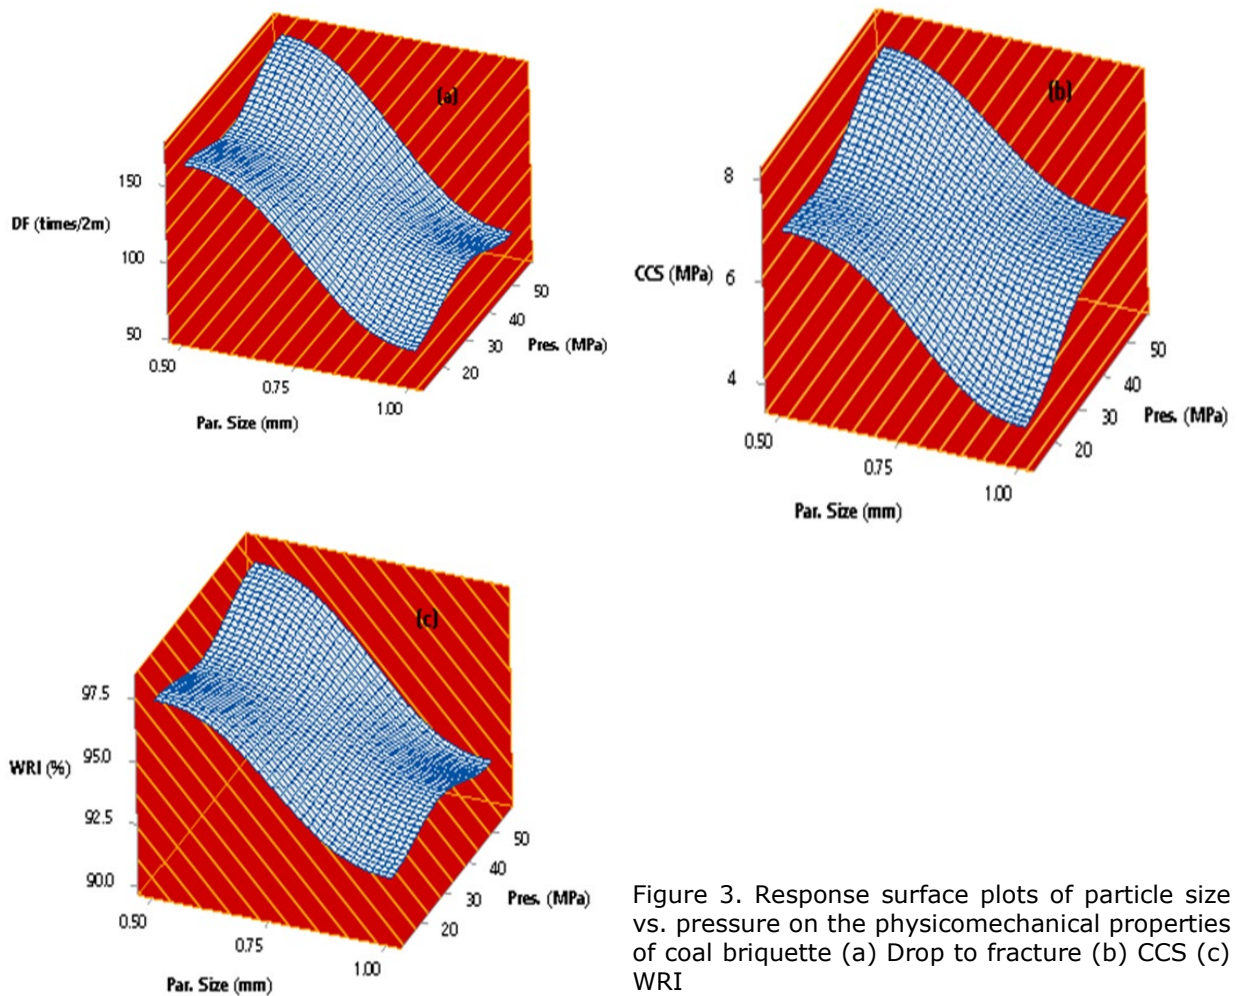 (a)
150
DF (times/2m)
100
50
0.50
0.75
1.00
Par. Size (mm)
20
30
40
50
Pres. (MPa)
(b)
8
CCS (MPa)
6
4
0.50
0.75
1.00
Par. Size (mm)
20
30
40
50
Pres. (MPa)
(c)
97.5
95.0
WRI (%)
92.5
90.0
0.50
0.75
1.00
Par. Size (mm)
20
30
40
50
Pres. (MPa)
Figure 3. Response surface plots of particle size
vs. pressure on the physicomechanical properties
of coal briquette (a) Drop to fracture (b) CCS (c)
WRI